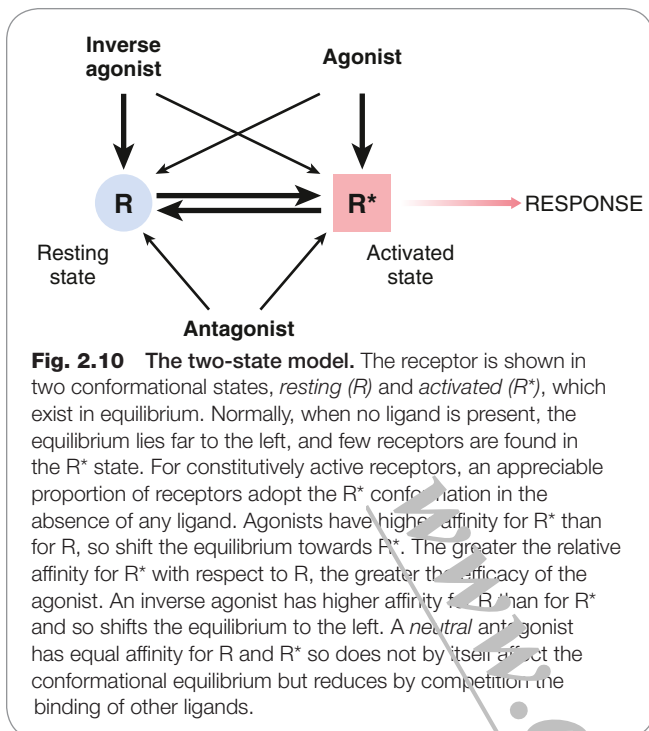 Inverse
agonist
Agonist
R
R*
RESPONSE
Resting
state
Activated
state
Antagonist
Fig. 2.10 The two-state model. The receptor is shown in
two conformational states, resting (R) and activated (R*), which
exist in equilibrium. Normally, when no ligand is present, the
equilibrium lies far to the left, and few receptors are found in
the R* state. For constitutively active receptors, an appreciable
proportion of receptors adopt the R* conformation in the
absence of any ligand. Agonists have higher affinity for R* than
for R, so shift the equilibrium towards R*. The greater the relative
affinity for R* with respect to R, the greater the efficacy of the
agonist. An inverse agonist has higher affinity for R than for R*
and so shifts the equilibrium to the left. A neutral antagonist
has equal affinity for R and R* so does not by itself affect the
conformational equilibrium but reduces by competition the
binding of other ligands.
www.